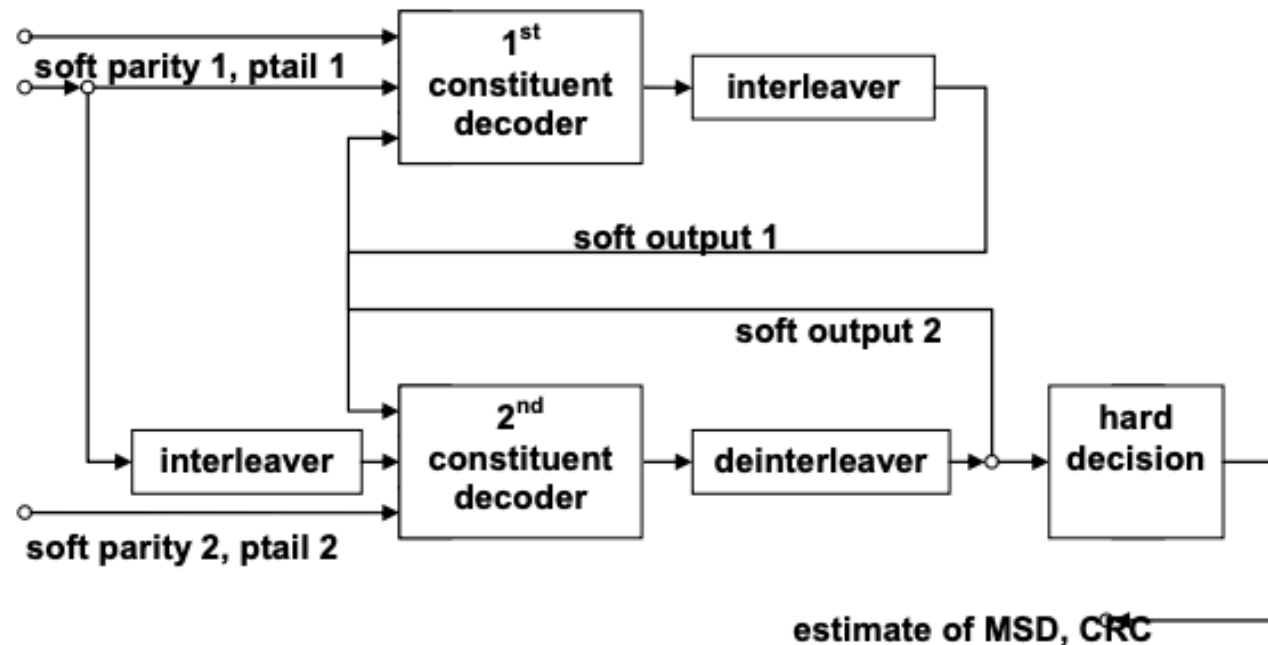 1st
constituent
decoder
soft parity 1, ptail 1
interleaver
soft output 1
soft output 2
2nd
constituent
decoder
interleaver
deinterleaver
hard
decision
soft parity 2, ptail 2
estimate of MSD, CRC